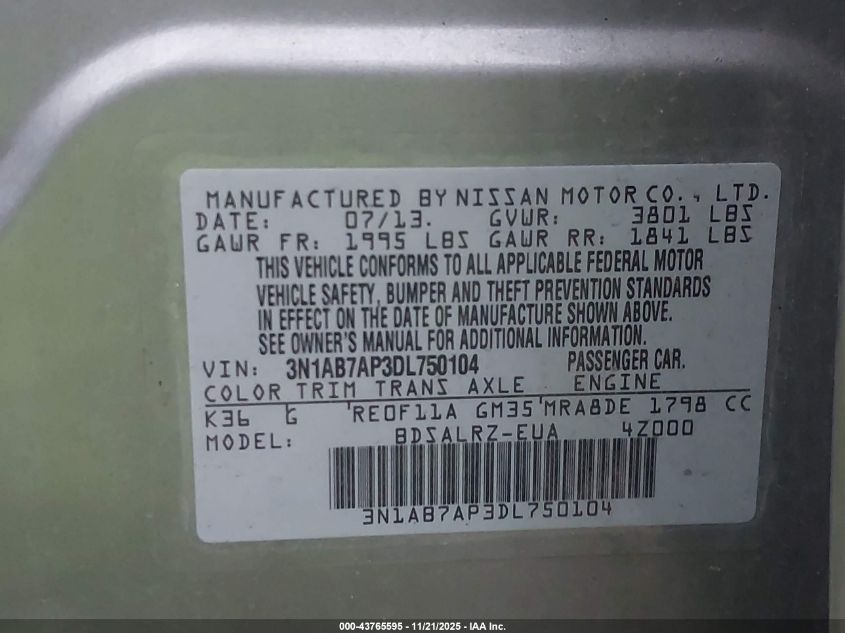 MANUFACTURED BY NISSAN MOTOR CO., LTD.
DATE: 07/13. GVWR: 3801 LBS
GAWR FR: 1995 LBS GAWR RR: 1841 LBS
THIS VEHICLE CONFORMS TO ALL APPLICABLE FEDERAL MOTOR
VEHICLE SAFETY, BUMPER AND THEFT PREVENTION STANDARDS
IN EFFECT ON THE DATE OF MANUFACTURE SHOWN ABOVE.
SEE OWNER'S MANUAL FOR ADDITIONAL INFORMATION.
VIN: 3N1AB7AP3DL750104 PASSENGER CAR.
COLOR TRIM TRANS AXLE ENGINE
K36 G 'RE0F11A GM35'MRA8DE 1798 CC
MODEL: BDSALRZ-EUA 4Z000
3N1AB7AP3DL750104
000-43765595 - 11/21/2025 - IAA Inc.